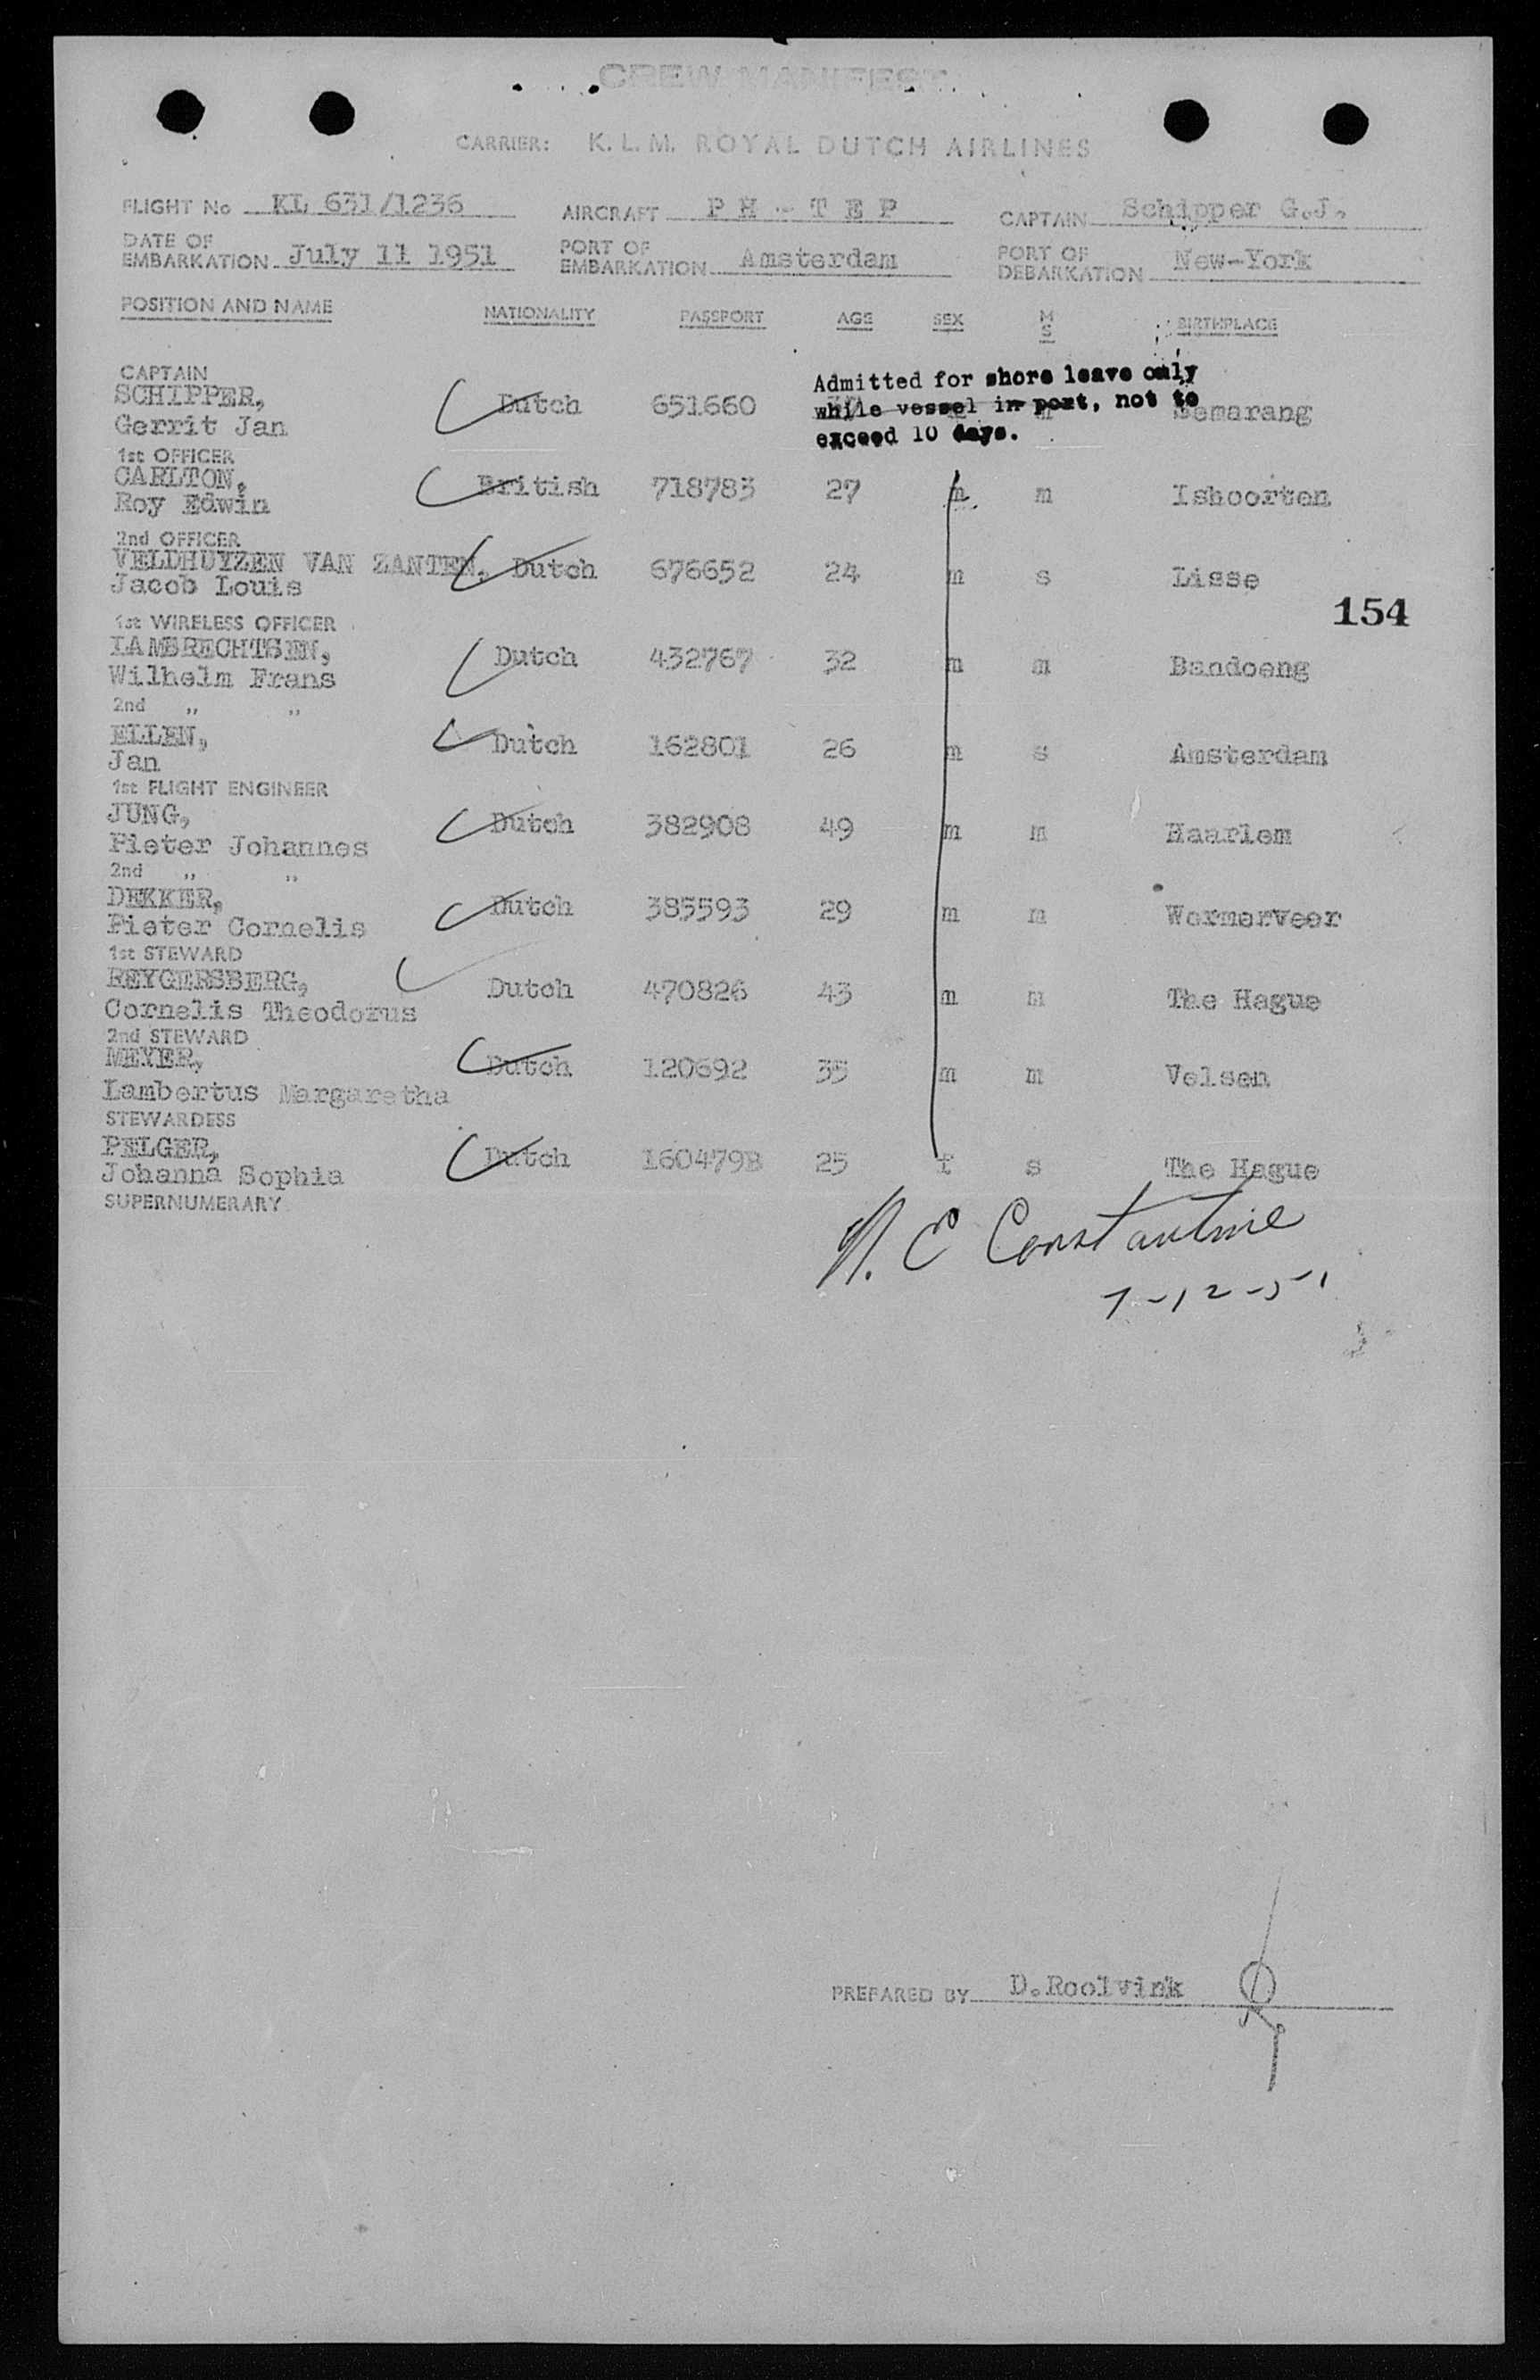 CREW MANIFEST
CARRIER: K. L. M. ROYAL DUTCH AIRLINES
FLIGHT No KL 631/1236 AIRCRAFT PH - TEP CAPTAIN Schipper G.J.
DATE OF EMBARKATION July 11 1951 PORT OF EMBARKATION Amsterdam PORT OF DEBARKATION New-York
POSITION AND NAME NATIONALITY PASSPORT AGE SEX M S BIRTHPLACE
CAPTAIN
Admitted for shore leave only
while vessel in port, not to
exceed 10 days.
SCHIPPER, Dutch 651660 Semarang
Gerrit Jan
1st OFFICER
CARLTON, British 718783 27 m m Ishoorten
Roy Edwin
2nd OFFICER
VELDHUYZEN VAN ZANTEN, Dutch 676652 24 m s Lisse
Jacob Louis
154
1st WIRELESS OFFICER
LAMBRECHTSEN, Dutch 432767 32 m m Bandoeng
Wilhelm Frans
2nd ,, ,,
ELLEN, Dutch 162801 26 m s Amsterdam
Jan
1st FLIGHT ENGINEER
JUNG, Dutch 382908 49 m m Haarlem
Pieter Johannes
2nd ,, ,,
DEKKER, Dutch 385593 29 m m Wormerveer
Pieter Cornelis
1st STEWARD
REYGERSBERG, Dutch 470826 43 m m The Hague
Cornelis Theodorus
2nd STEWARD
MEYER, Dutch 120692 35 m m Velsen
Lambertus Margaretha
STEWARDESS
PELGER, Dutch 160479B 25 f s The Hague
Johanna Sophia
SUPERNUMERARY
N. E Constantine
7-12-51
PREPARED BY D.Roolvink